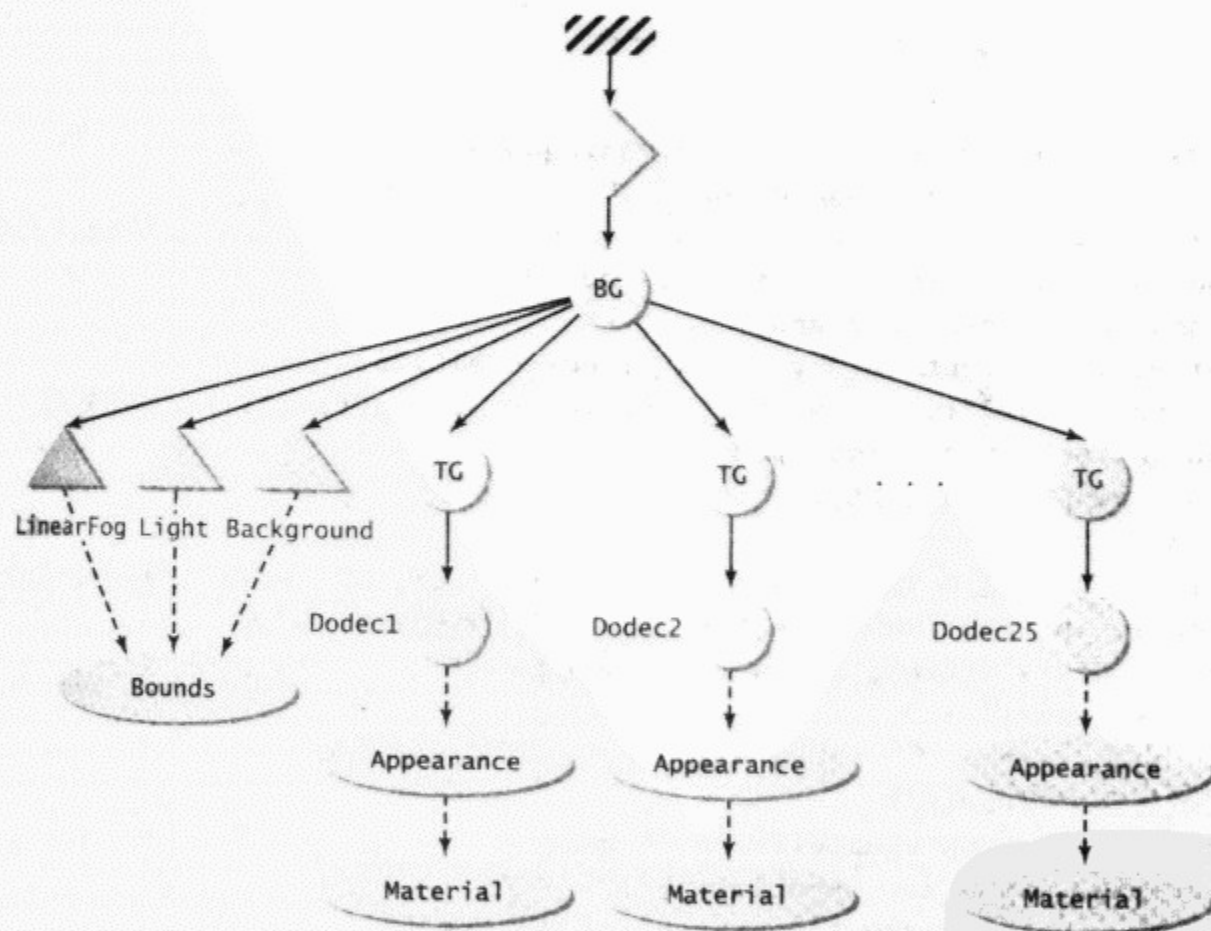 BG
TG
TG
. . .
TG
LinearFog
Light
Background
Dodec1
Dodec2
Dodec25
Bounds
Appearance
Appearance
Appearance
Material
Material
Material